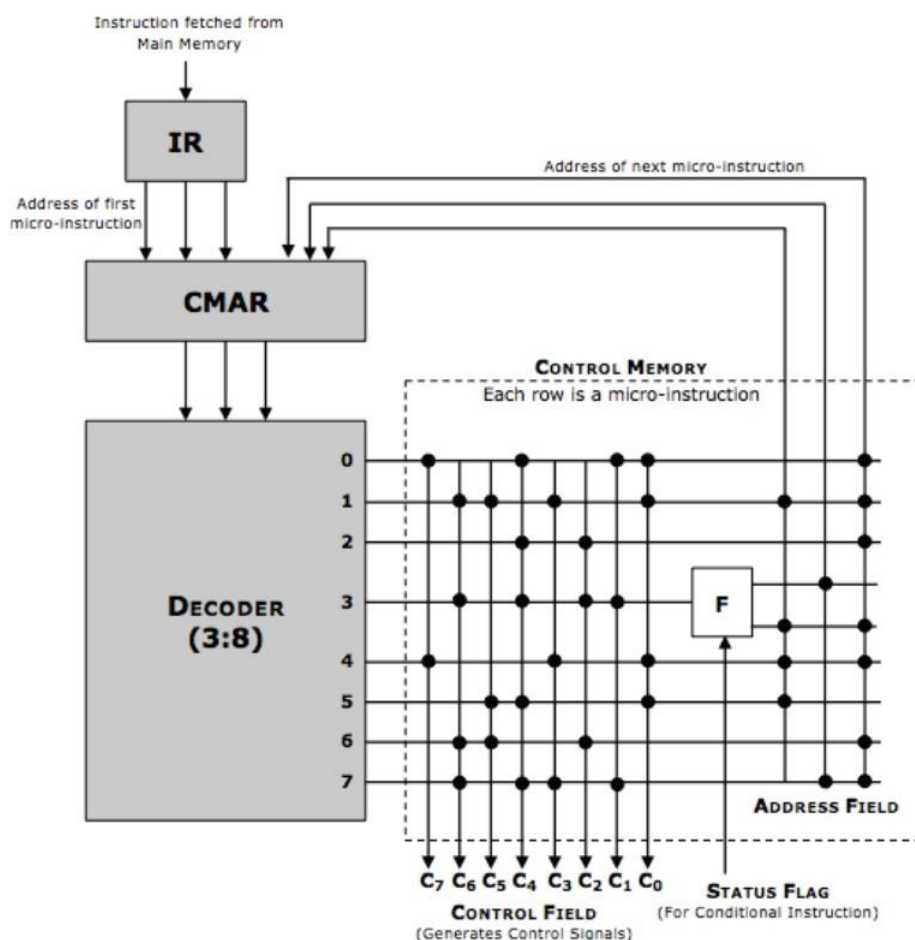 Instruction fetched from
Main Memory
IR
Address of next micro-instruction
Address of first
micro-instruction
CMAR
CONTROL MEMORY
Each row is a micro-instruction
0
1
2
3
4
5
6
7
DECODER
(3:8)
F
ADDRESS FIELD
C7 C6 C5 C4 C3 C2 C1 C0
CONTROL FIELD
(Generates Control Signals)
STATUS FLAG
(For Conditional Instruction)